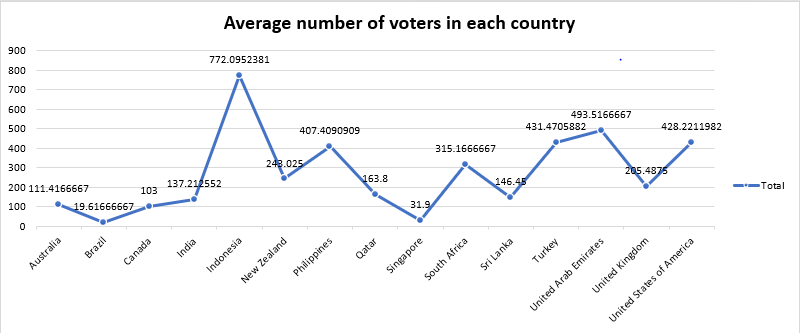 Average number of voters in each country
900
800
700
600
500
400
300
200
100
0
111.4166667
19.61666667
103
137.212552
772.0952381
243.025
407.4090909
163.8
31.9
315.1666667
146.45
431.4705882
493.5166667
205.4875
428.2211982
Australia
Brazil
Canada
India
Indonesia
New Zealand
Philippines
Qatar
Singapore
South Africa
Sri Lanka
Turkey
United Arab Emirates
United Kingdom
United States of America
Total